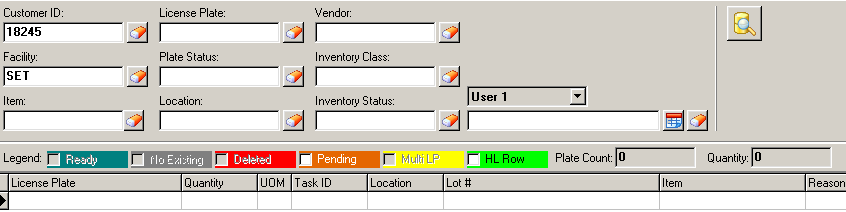 Customer ID: License Plate: Vendor:
18245
Facility: Plate Status: Inventory Class:
SET
Item: Location: Inventory Status: User 1
Legend: Ready No Existing Deleted Pending Multi LP HL Row Plate Count: 0 Quantity: 0
License Plate Quantity UOM Task ID Location Lot # Item Reason